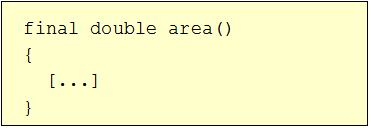 final double area()
{
[...]
}